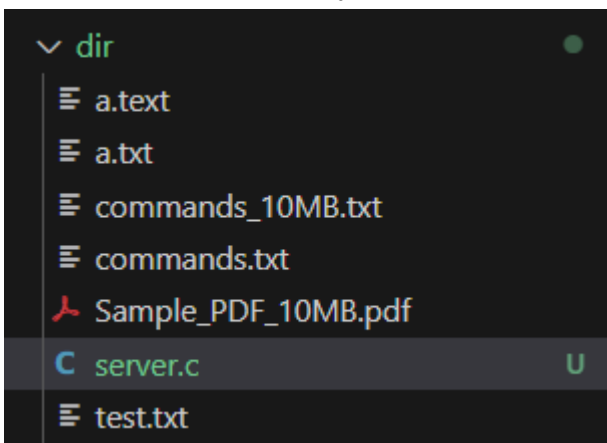 dir
a.text
a.txt
commands_10MB.txt
commands.txt
Sample_PDF_10MB.pdf
C server.c U
test.txt